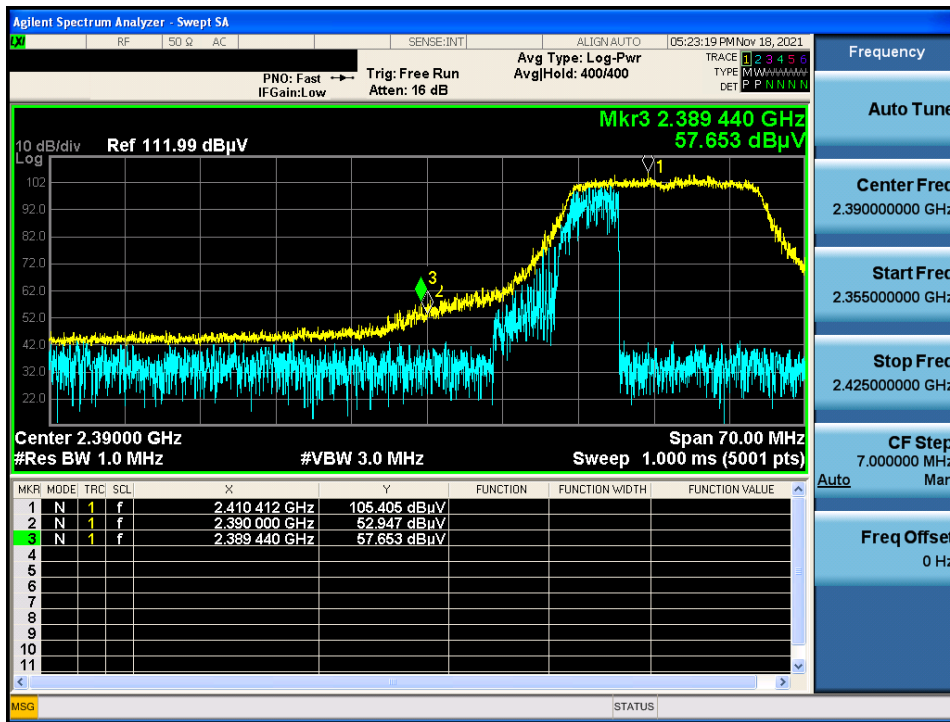 Agilent Spectrum Analyzer - Swept SA
LXI RF 50 Ω AC SENSE:INT ALIGN AUTO 05:23:19 PM Nov 18, 2021
PNO: Fast
IFGain:Low
Trig: Free Run
Atten: 16 dB
Avg Type: Log-Pwr
Avg|Hold: 400/400
TRACE 1 2 3 4 5 6
TYPE M W W W W W
DET P P N N N N
Mkr3 2.389 440 GHz
57.653 dBµV
10 dB/div Ref 111.99 dBµV
Log
102
92.0
82.0
72.0
62.0
52.0
42.0
32.0
22.0
1
3
2
Center 2.39000 GHz Span 70.00 MHz
#Res BW 1.0 MHz #VBW 3.0 MHz Sweep 1.000 ms (5001 pts)
MKR MODE TRC SCL X Y FUNCTION FUNCTION WIDTH FUNCTION VALUE
1 N 1 f 2.410 412 GHz 105.405 dBµV
2 N 1 f 2.390 000 GHz 52.947 dBµV
3 N 1 f 2.389 440 GHz 57.653 dBµV
4
5
6
7
8
9
10
11
MSG STATUS
Frequency
Auto Tune
Center Freq
2.390000000 GHz
Start Freq
2.355000000 GHz
Stop Freq
2.425000000 GHz
CF Step
7.000000 MHz
Auto Man
Freq Offset
0 Hz